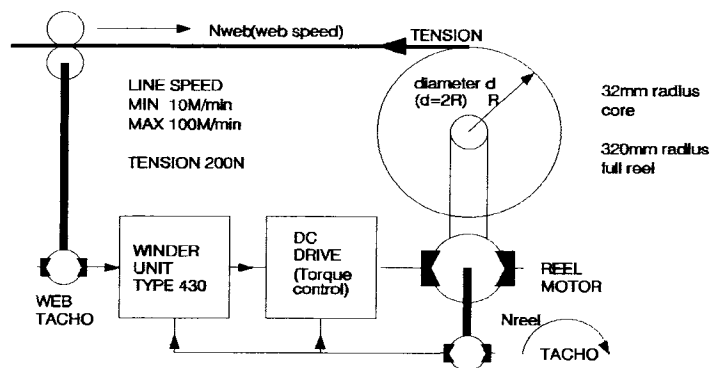 Nweb(web speed)
TENSION
LINE SPEED
MIN 10M/min
MAX 100M/min
TENSION 200N
diameter d
(d=2R) R
32mm radius
core
320mm radius
full reel
WINDER
UNIT
TYPE 430
DC
DRIVE
(Torque
control)
REEL
MOTOR
WEB
TACHO
Nreel
TACHO